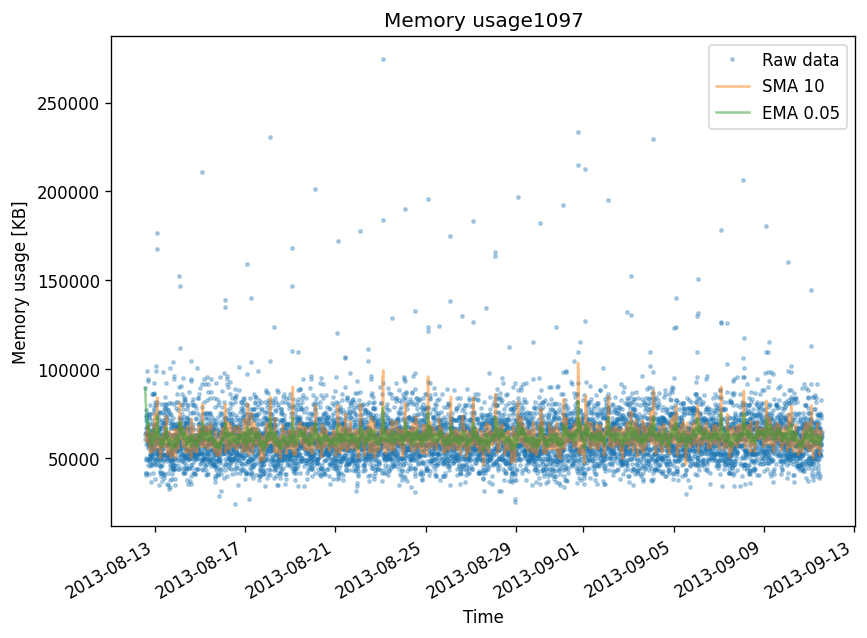 Memory usage1097
Raw data
SMA 10
EMA 0.05
Memory usage [KB]
250000
200000
150000
100000
50000
2013-08-13
2013-08-17
2013-08-21
2013-08-25
2013-08-29
2013-09-01
2013-09-05
2013-09-09
2013-09-13
Time